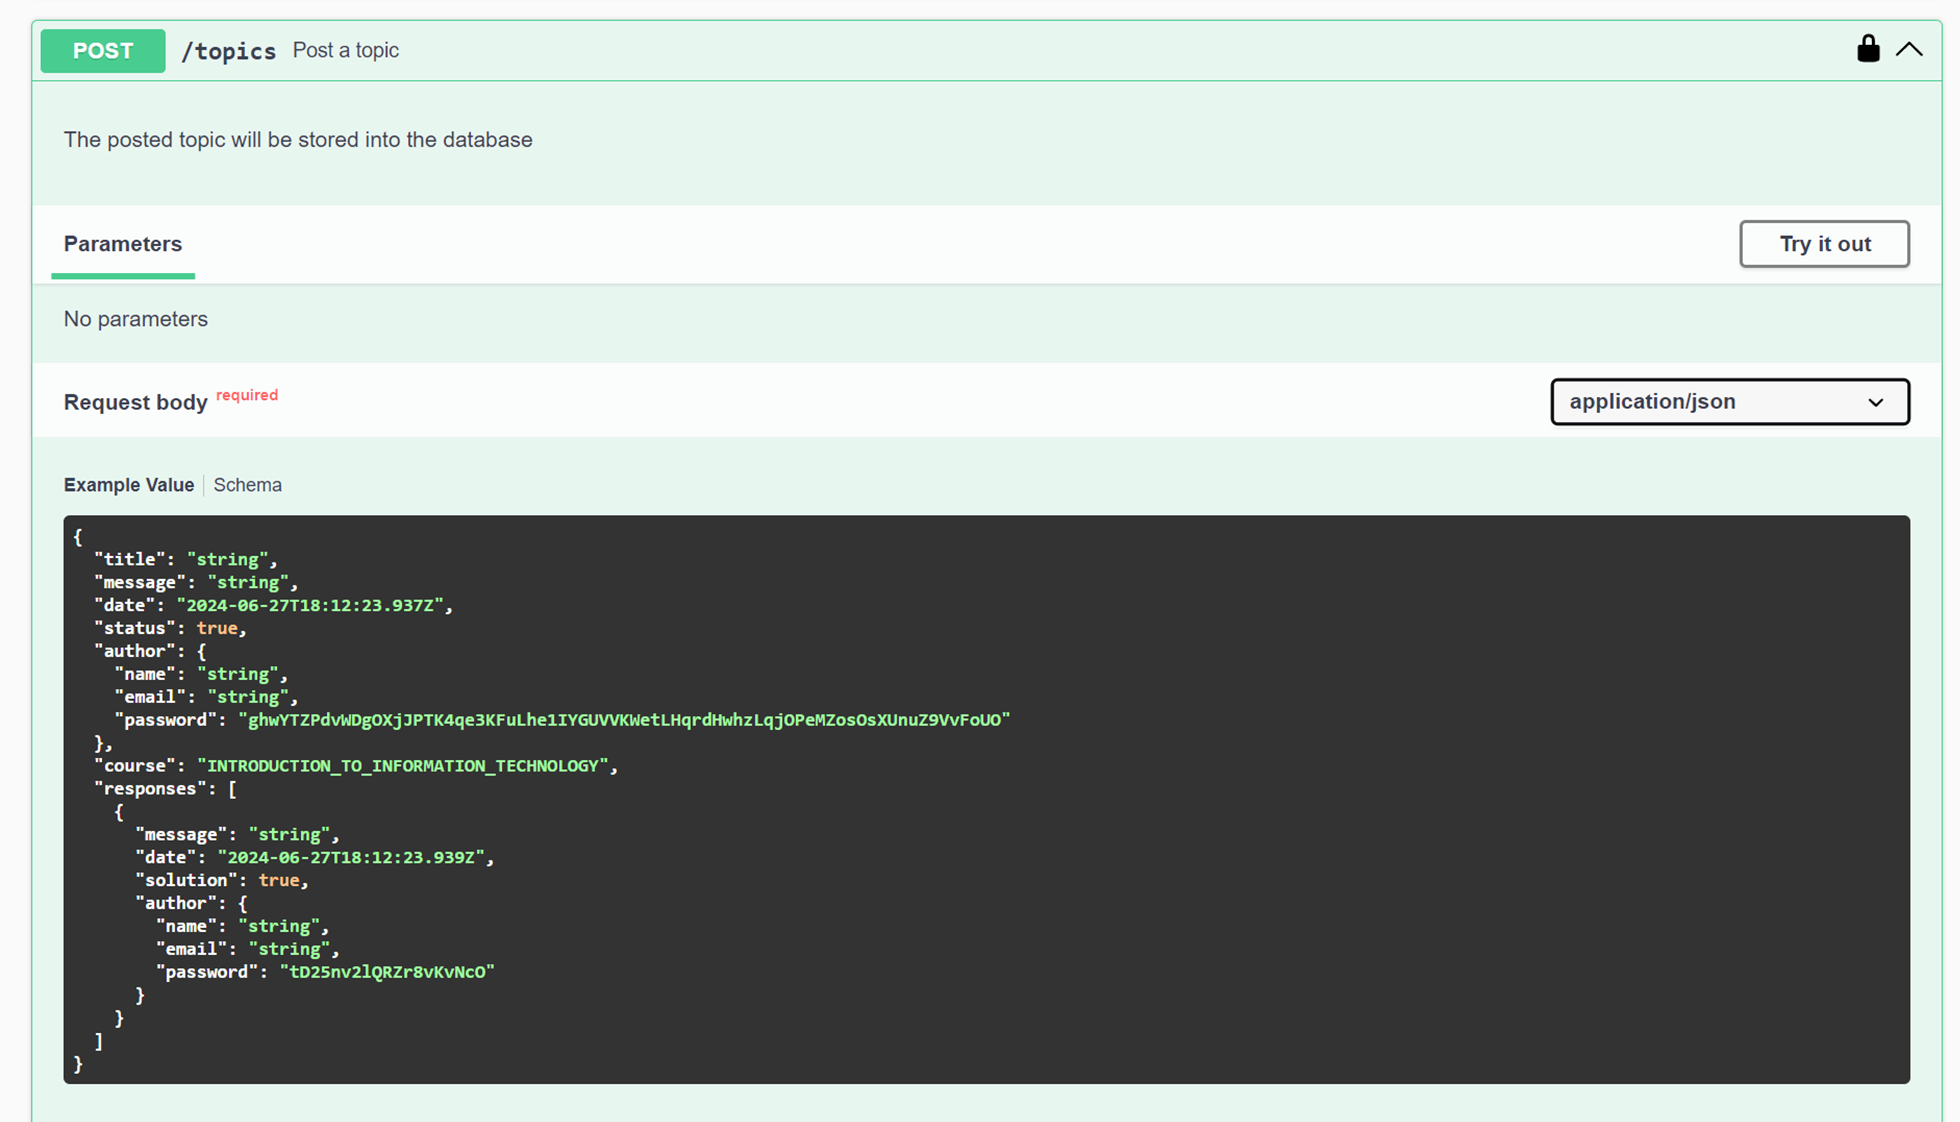 POST /topics Post a topic
The posted topic will be stored into the database
Parameters
Try it out
No parameters
Request body required
application/json
Example Value Schema
{
  "title": "string",
  "message": "string",
  "date": "2024-06-27T18:12:23.937Z",
  "status": true,
  "author": {
    "name": "string",
    "email": "string",
    "password": "ghwYTZPdvWDgOXjJPTK4qe3KFuLhe1IYGUVVKWetLHqrdHwhzLqjOPeMZosOsXUnuZ9VvFoUO"
  },
  "course": "INTRODUCTION_TO_INFORMATION_TECHNOLOGY",
  "responses": [
    {
      "message": "string",
      "date": "2024-06-27T18:12:23.939Z",
      "solution": true,
      "author": {
        "name": "string",
        "email": "string",
        "password": "tD25nv2lQRZr8vKvNcO"
      }
    }
  ]
}